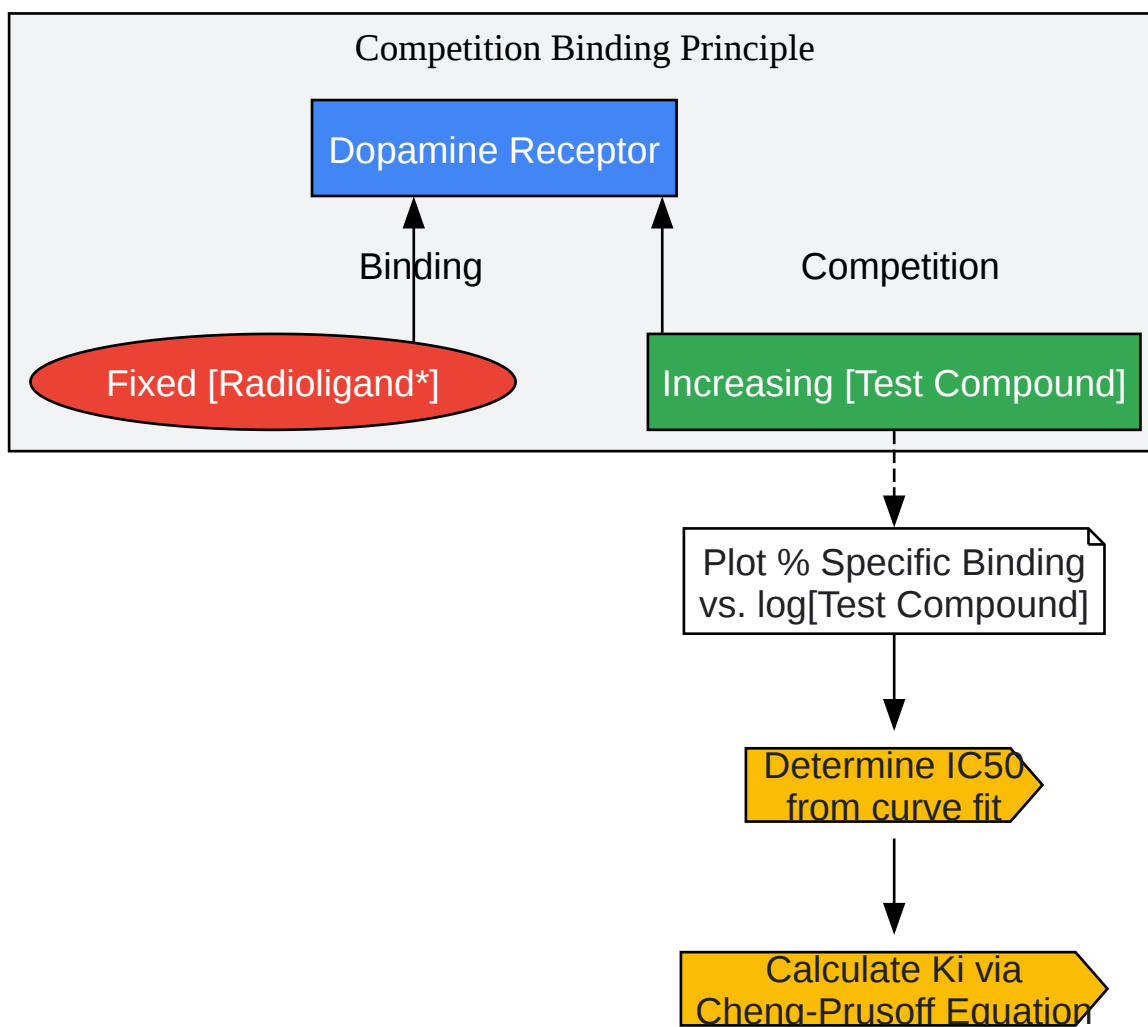 Competition Binding Principle
Dopamine Receptor
Binding
Competition
Fixed [Radioligand*]
Increasing [Test Compound]
Plot % Specific Binding
vs. log[Test Compound]
Determine IC50
from curve fit
Calculate Ki via
Cheng-Prusoff Equation